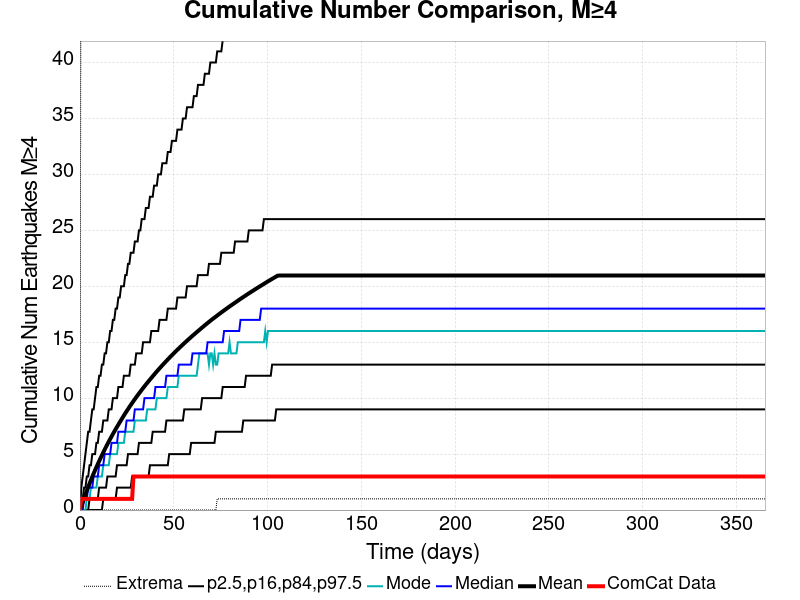 Cumulative Number Comparison, M≥4
Cumulative Num Earthquakes M≥4
40
35
30
25
20
15
10
5
0
0 50 100 150 200 250 300 350
Time (days)
Extrema p2.5,p16,p84,p97.5 Mode Median Mean ComCat Data